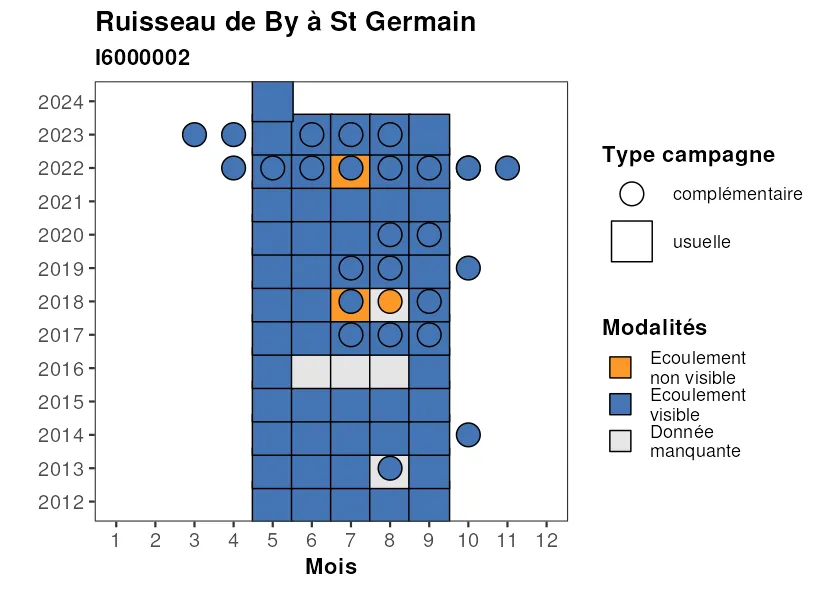 Ruisseau de By à St Germain
I6000002
2024
2023
2022
2021
2020
2019
2018
2017
2016
2015
2014
2013
2012
1 2 3 4 5 6 7 8 9 10 11 12
Mois
Type campagne
complémentaire
usuelle
Modalités
Ecoulement
non visible
Ecoulement
visible
Donnée
manquante